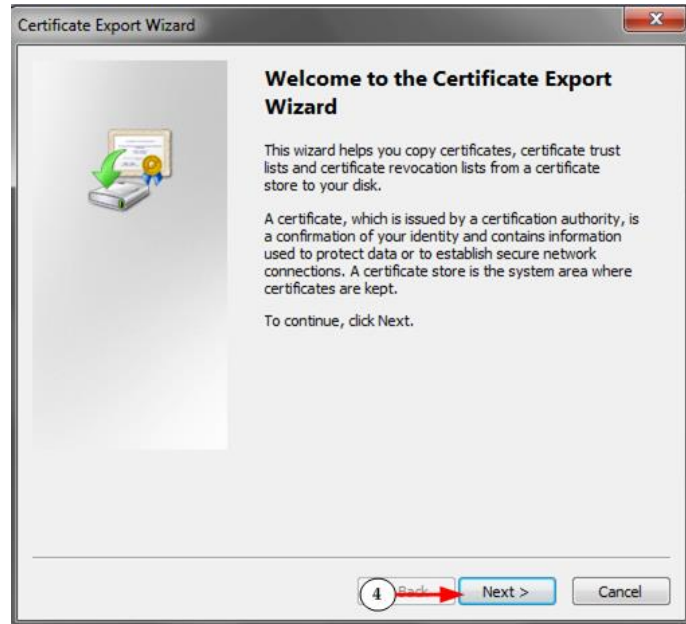 Certificate Export Wizard
Welcome to the Certificate Export
Wizard
This wizard helps you copy certificates, certificate trust
lists and certificate revocation lists from a certificate
store to your disk.
A certificate, which is issued by a certification authority, is
a confirmation of your identity and contains information
used to protect data or to establish secure network
connections. A certificate store is the system area where
certificates are kept.
To continue, click Next.
4 Back Next > Cancel